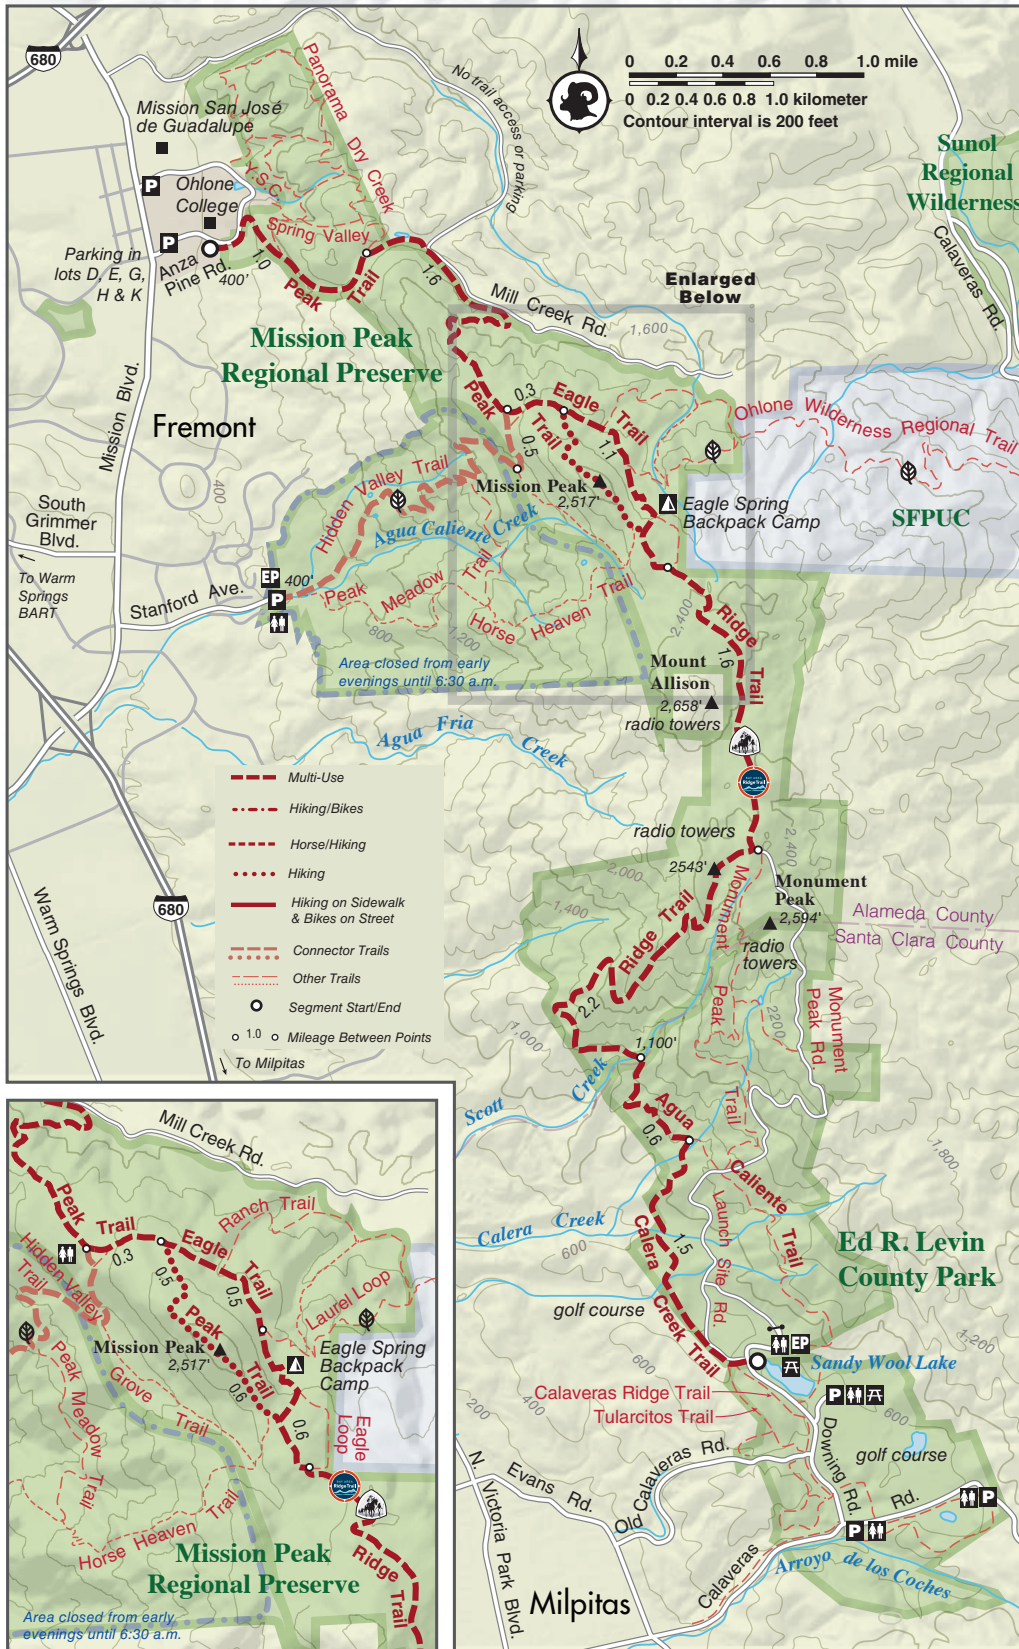 680
Mission San José
de Guadalupe
P
Ohlone
College
P
Parking in
lots D, E, G,
H & K
Anza
Pine Rd.
400'
Y.S.C.
Panorama
Dry Creek
Spring Valley
1.0
Peak
Trail
1.6
No trail access or parking
0 0.2 0.4 0.6 0.8 1.0 mile
0 0.2 0.4 0.6 0.8 1.0 kilometer
Contour interval is 200 feet
Sunol
Regional
Wilderness
Calaveras Rd.
Enlarged
Below
Mill Creek Rd.
1,600
Mission Peak
Regional Preserve
Mission Blvd.
Fremont
400
Peak
0.3
Eagle
Trail
Trail
1.1
0.5
Ohlone Wilderness Regional Trail
SFPUC
Mission Peak
2,517'
Eagle Spring
Backpack Camp
Hidden Valley Trail
Agua Caliente Creek
South
Grimmer
Blvd.
To Warm
Springs
BART
Stanford Ave.
EP
400'
P
Peak
Meadow
Trail
Horse Heaven Trail
800
1,200
2,400
Area closed from early
evenings until 6:30 a.m.
Ridge
1.6
Trail
Mount
Allison
2,658'
radio towers
Agua Fria
Creek
Multi-Use
Hiking/Bikes
Horse/Hiking
Hiking
Hiking on Sidewalk
& Bikes on Street
Connector Trails
Other Trails
Segment Start/End
1.0 Mileage Between Points
To Milpitas
680
Warm Springs Blvd.
Ridge Trail
radio towers
2543'
2,400
2,000
1,400
Monument
Peak
2,594'
radio
towers
Alameda County
Santa Clara County
Ridge Trail
Monument
Peak
Trail
2200
Monument
Peak Rd.
2.2
1,000
1,100'
Scott
Creek
Agua
0.6
Caliente
Trail
1,800
Calera Creek
600
Calera
1.5
Creek Trail
Launch Site
Rd.
Ed R. Levin
County Park
golf course
1,200
EP
Sandy Wool Lake
600
400
200
Calaveras Ridge Trail
Tularcitos Trail
P
600
golf course
Downing Rd.
Old Calaveras Rd.
Evans Rd.
N. Victoria Park Blvd.
Calaveras
Rd.
P
P
Arroyo de los Coches
Milpitas
Mill Creek Rd.
Peak
Trail
0.3
Eagle
Trail
0.5
Ranch Trail
Laurel Loop
Hidden Valley
Trail
0.5
Peak
Trail
0.6
Mission Peak
2,517'
Eagle Spring
Backpack
Camp
Peak Meadow
Trail
Grove
Trail
0.6
Eagle
Loop
Ridge Trail
Horse Heaven Trail
Mission Peak
Regional Preserve
Ridge
Trail
Area closed from early
evenings until 6:30 a.m.